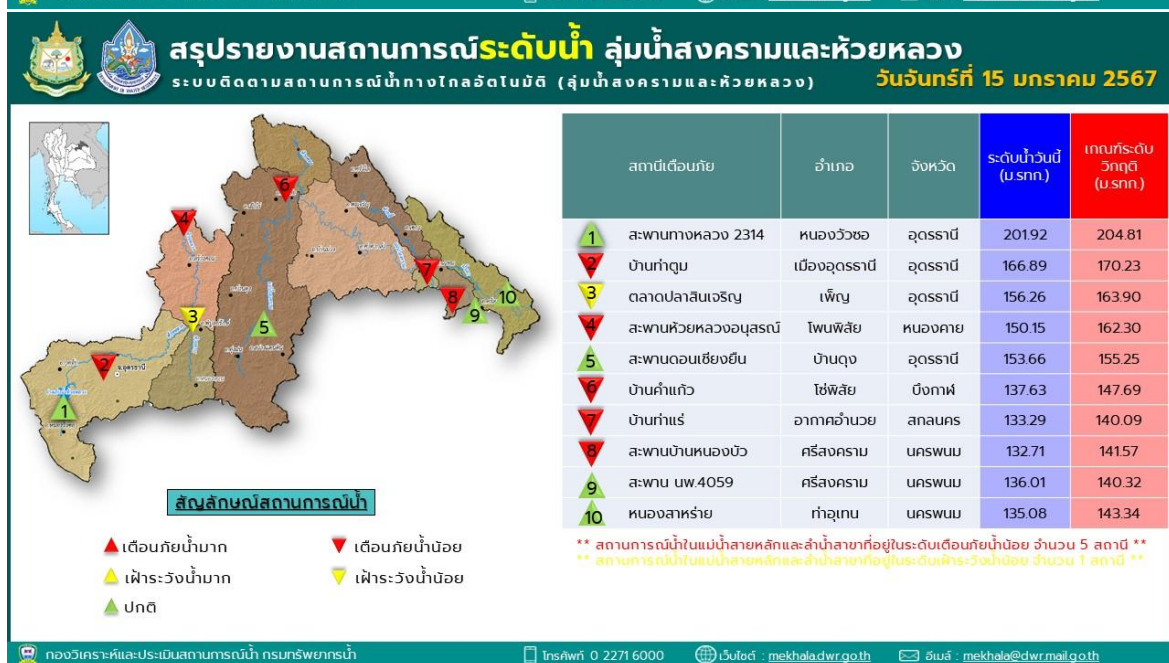 สรุปรายงานสถานการณ์ระดับน้ำ ลุ่มน้ำสงครามและห้วยหลวง
ระบบติดตามสถานการณ์น้ำทางไกลอัตโนมัติ (ลุ่มน้ำสงครามและห้วยหลวง)
วันจันทร์ที่ 15 มกราคม 2567
สถานีเตือนภัย อำเภอ จังหวัด ระดับน้ำวันนี้ (ม.รทก.) เกณฑ์ระดับวิกฤติ (ม.รทก.)
1 สะพานทางหลวง 2314 หนองวัวซอ อุดรธานี 201.92 204.81
2 บ้านท่าตูม เมืองอุดรธานี อุดรธานี 166.89 170.23
3 ตลาดปลาสินเจริญ เพ็ญ อุดรธานี 156.26 163.90
4 สะพานห้วยหลวงอนุสรณ์ โพนพิสัย หนองคาย 150.15 162.30
5 สะพานดอนเชียงยืน บ้านดุง อุดรธานี 153.66 155.25
6 บ้านคำแก้ว โซ่พิสัย บึงกาฬ 137.63 147.69
7 บ้านท่าแร่ อากาศอำนวย สกลนคร 133.29 140.09
8 สะพานบ้านหนองบัว ศรีสงคราม นครพนม 132.71 141.57
9 สะพาน นพ.4059 ศรีสงคราม นครพนม 136.01 140.32
10 หนองสาหร่าย ท่าอุเทน นครพนม 135.08 143.34
** สถานการณ์น้ำในแม่น้ำสายหลักและลำน้ำสาขาที่อยู่ในระดับเตือนภัยน้ำน้อย จำนวน 5 สถานี **
** สถานการณ์น้ำในแม่น้ำสายหลักและลำน้ำสาขาที่อยู่ในระดับเฝ้าระวังน้ำน้อย จำนวน 1 สถานี **
6
4
7
8
10
9
3
5
2
อ.อุดรธานี
1
สัญลักษณ์สถานการณ์น้ำ
เตือนภัยน้ำมาก เตือนภัยน้ำน้อย
เฝ้าระวังน้ำมาก เฝ้าระวังน้ำน้อย
ปกติ
กองวิเคราะห์และประเมินสถานการณ์น้ำ กรมทรัพยากรน้ำ โทรศัพท์ 0 2271 6000 เว็บไซต์ : mekhala.dwr.go.th อีเมล์ : mekhala@dwr.mail.go.th